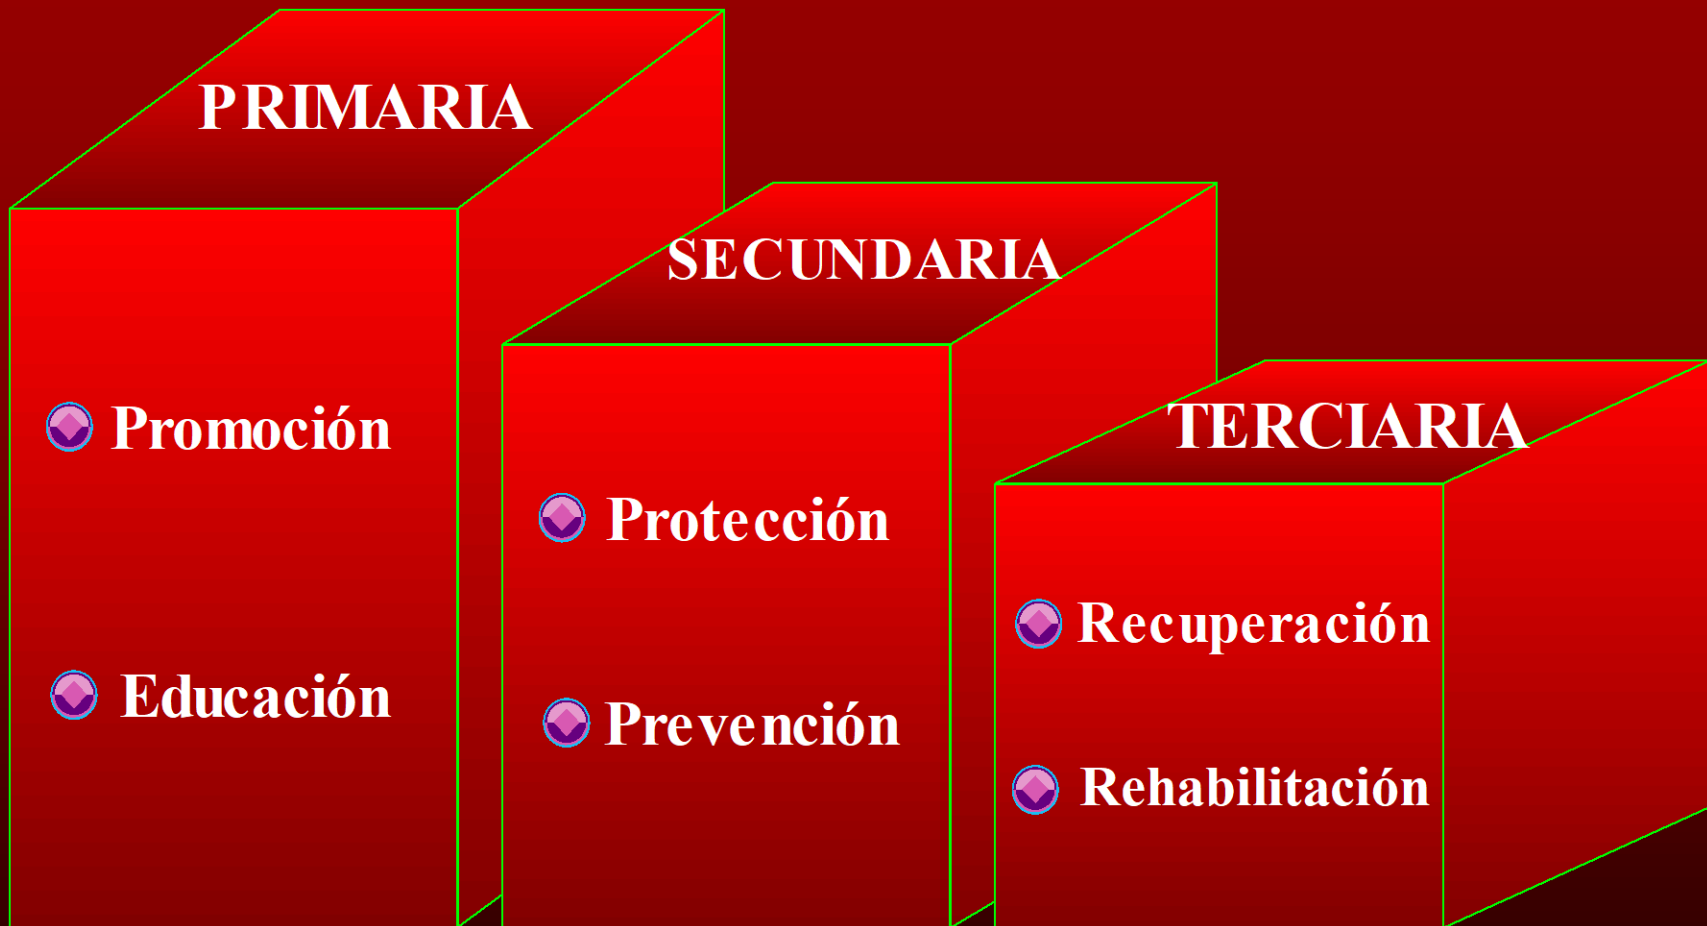 PRIMARIA
Promoción
Educación
SECUNDARIA
Protección
Prevención
TERCIARIA
Recuperación
Rehabilitación